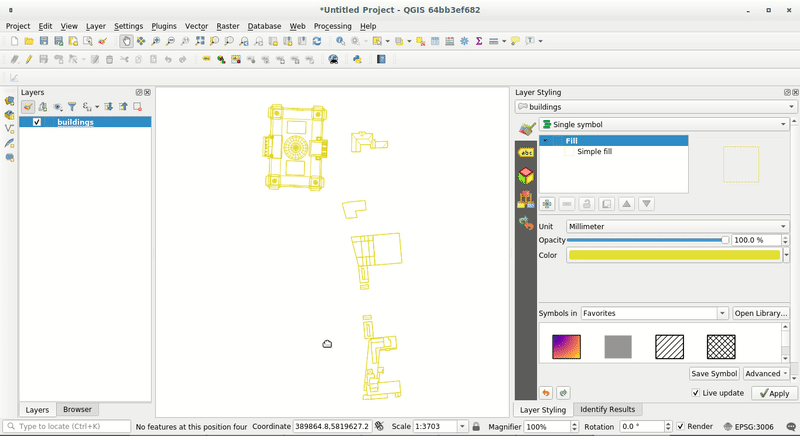 *Untitled Project - QGIS 64bb3ef682
Project Edit View Layer Settings Plugins Vector Raster Database Web Processing Help
Layers
buildings
Layers Browser
Layer Styling
buildings
Single symbol
Fill
Simple fill
Unit Millimeter
Opacity 100.0 %
Color
Symbols in Favorites Open Library...
Save Symbol Advanced
Live update Apply
Layer Styling Identify Results
Type to locate (Ctrl+K) No features at this position four Coordinate 389864.8,5819627.2 Scale 1:3703 Magnifier 100% Rotation 0.0 ° Render EPSG:3006